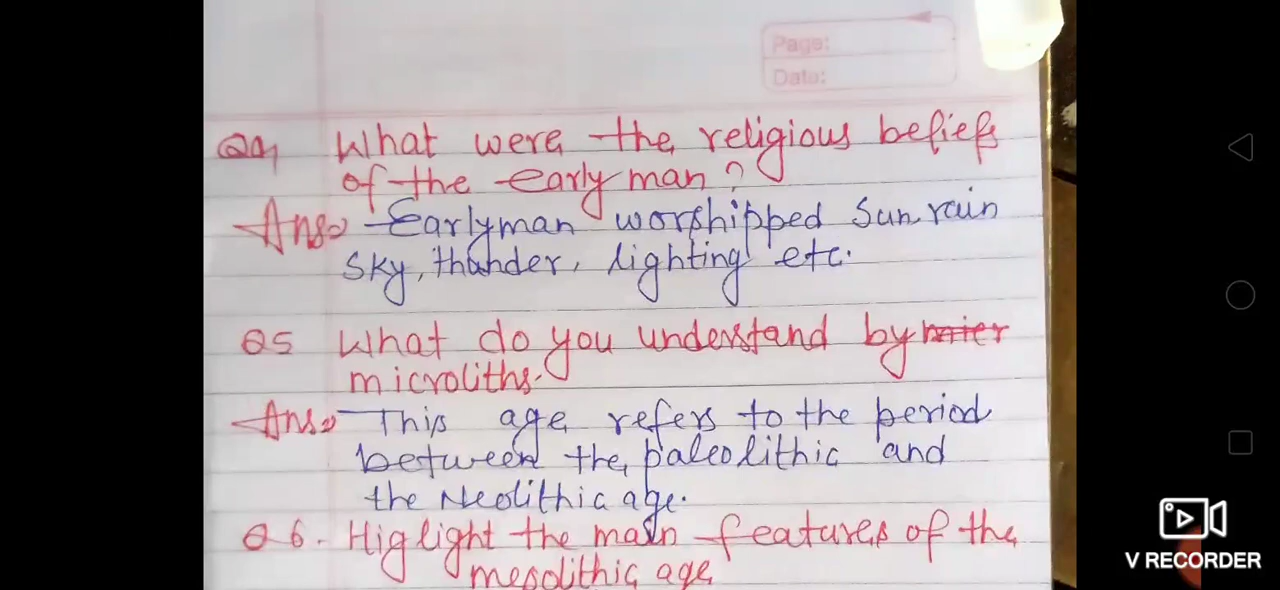 Page:
Date:
Q4 What were the religious beliefs
of the early man?
Ans Early man worshipped Sun, rain
sky, thunder, lighting etc.
Q5 What do you understand by
microliths.
Ans This age refers to the period
between the paleolithic and
the Neolithic age.
Q6. Higlight the main features of the
mesolithic age
V RECORDER